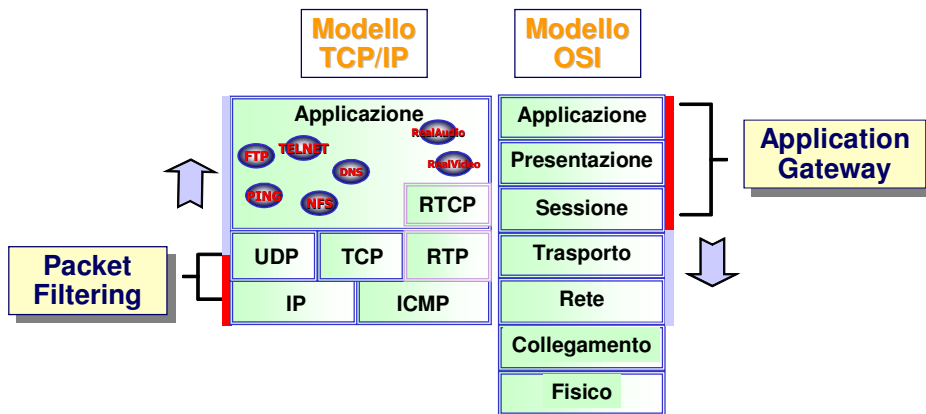 Modello
TCP/IP
Modello
OSI
Applicazione
FTP
TELNET
DNS
PING
NFS
RealAudio
RealVideo
RTCP
UDP
TCP
RTP
IP
ICMP
Packet
Filtering
Applicazione
Presentazione
Sessione
Trasporto
Rete
Collegamento
Fisico
Application
Gateway